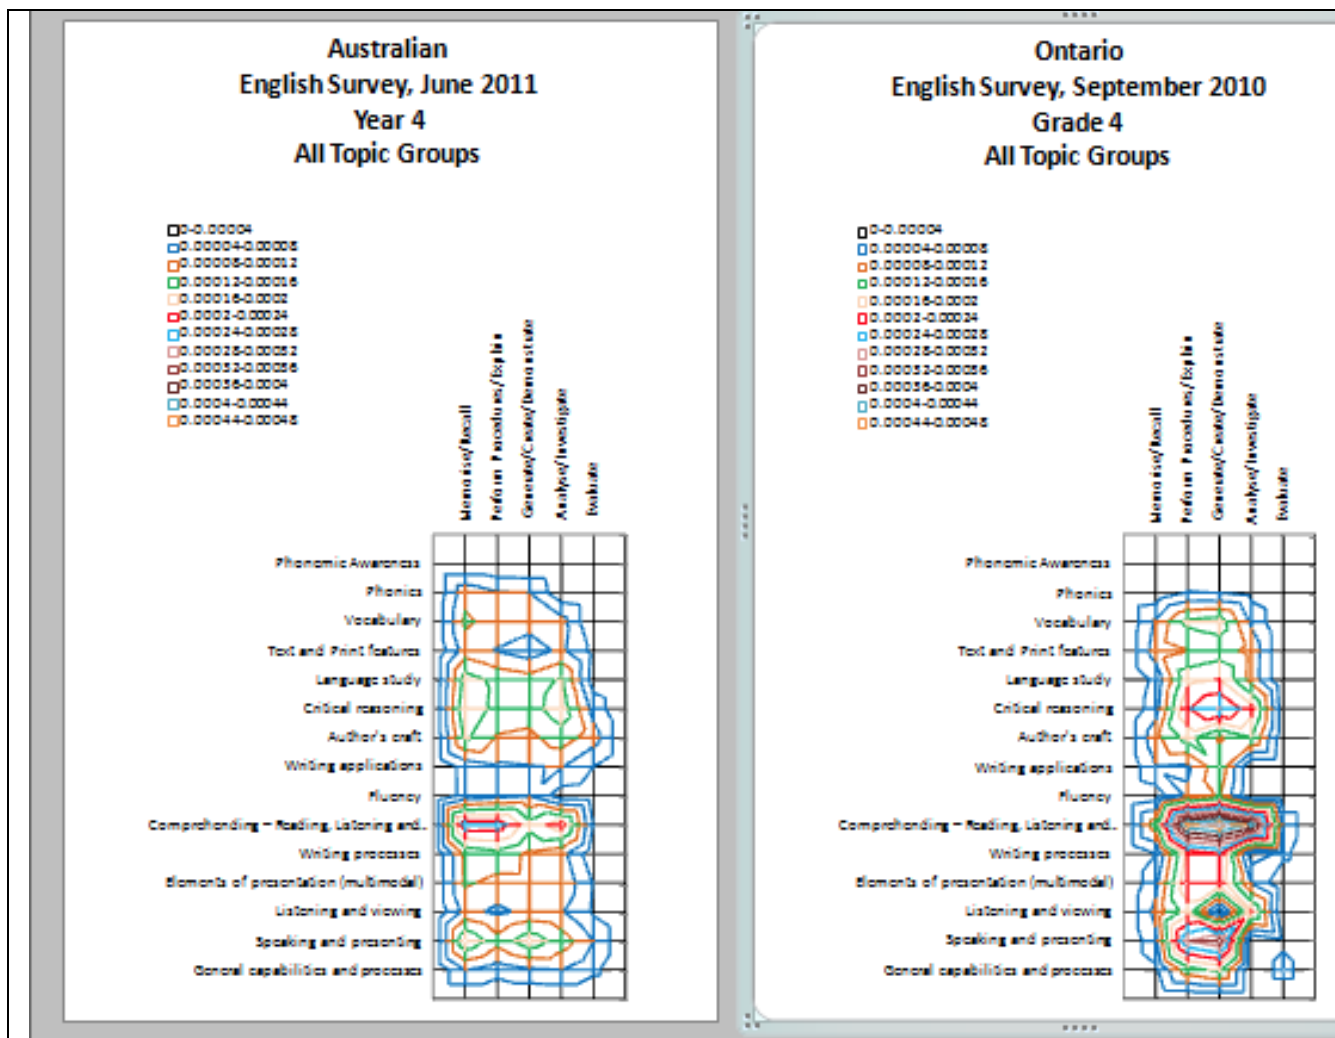 Australian
English Survey, June 2011
Year 4
All Topic Groups
0-0.00004
0.00004-0.00008
0.00008-0.00012
0.00012-0.00016
0.00016-0.0002
0.0002-0.00024
0.00024-0.00028
0.00028-0.00032
0.00032-0.00036
0.00036-0.0004
0.0004-0.00044
0.00044-0.00048
Memorise/Recall
Perform Procedures/Explain
Generate/Create/Demonstrate
Analyse/Investigate
Evaluate
Phonomic Awareness
Phonics
Vocabulary
Text and Print features
Language study
Critical reasoning
Author's craft
Writing applications
Fluency
Comprehending – Reading, Listening and..
Writing processes
Elements of presentation (multimodal)
Listening and viewing
Speaking and presenting
General capabilities and processes
Ontario
English Survey, September 2010
Grade 4
All Topic Groups
0-0.00004
0.00004-0.00008
0.00008-0.00012
0.00012-0.00016
0.00016-0.0002
0.0002-0.00024
0.00024-0.00028
0.00028-0.00032
0.00032-0.00036
0.00036-0.0004
0.0004-0.00044
0.00044-0.00048
Memorise/Recall
Perform Procedures/Explain
Generate/Create/Demonstrate
Analyse/Investigate
Evaluate
Phonomic Awareness
Phonics
Vocabulary
Text and Print features
Language study
Critical reasoning
Author's craft
Writing applications
Fluency
Comprehending – Reading, Listening and..
Writing processes
Elements of presentation (multimodal)
Listening and viewing
Speaking and presenting
General capabilities and processes